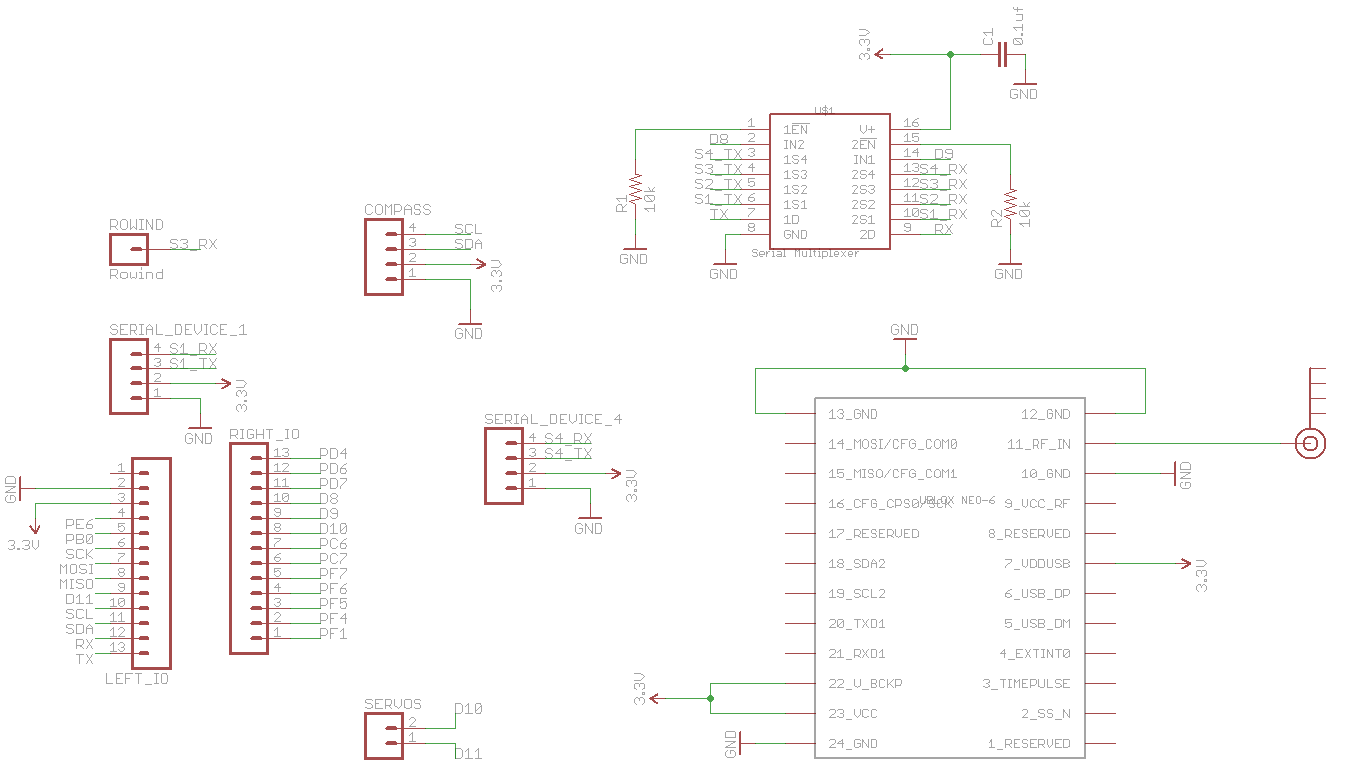 3.3V
C1
0.1uf
GND
U$1
1 1EN V+ 16
D8 2 IN2 2EN 15
S4_TX 3 1S4 IN1 14 D9
S3_TX 4 1S3 2S4 13 S4_RX
S2_TX 5 1S2 2S3 12 S3_RX
S1_TX 6 1S1 2S2 11 S2_RX
TX 7 1D 2S1 10 S1_RX
8 GND 2D 9 RX
Serial Multiplexer
R1
10k
GND
GND
R2
10k
GND
ROWIND
S3_RX
Rowind
COMPASS
4 SCL
3 SDA
2
1
3.3V
GND
SERIAL_DEVICE_1
4 S1_RX
3 S1_TX
2
1
3.3V
GND
SERIAL_DEVICE_4
4 S4_RX
3 S4_TX
2
1
3.3V
GND
GND
3.3V
1
2
3
PE6 4
PB0 5
SCK 6
MOSI 7
MISO 8
D11 9
SCL 10
SDA 11
RX 12
TX 13
LEFT_IO
RIGHT_IO
13 PD4
12 PD6
11 PD7
10 D8
9 D9
8 D10
7 PC6
6 PC7
5 PF7
4 PF6
3 PF5
2 PF4
1 PF1
SERVOS
2 D10
1 D11
GND
13_GND 12_GND
14_MOSI/CFG_COM0 11_RF_IN
15_MISO/CFG_COM1 10_GND
GND
16_CFG_CPS0/SCK 9_VCC_RF
UBLOX NEO-6
17_RESERVED 8_RESERVED
18_SDA2 7_VDDUSB
3.3V
19_SCL2 6_USB_DP
20_TXD1 5_USB_DM
21_RXD1 4_EXTINT0
22_V_BCKP 3_TIMEPULSE
3.3V
23_VCC 2_SS_N
GND
24_GND 1_RESERVED